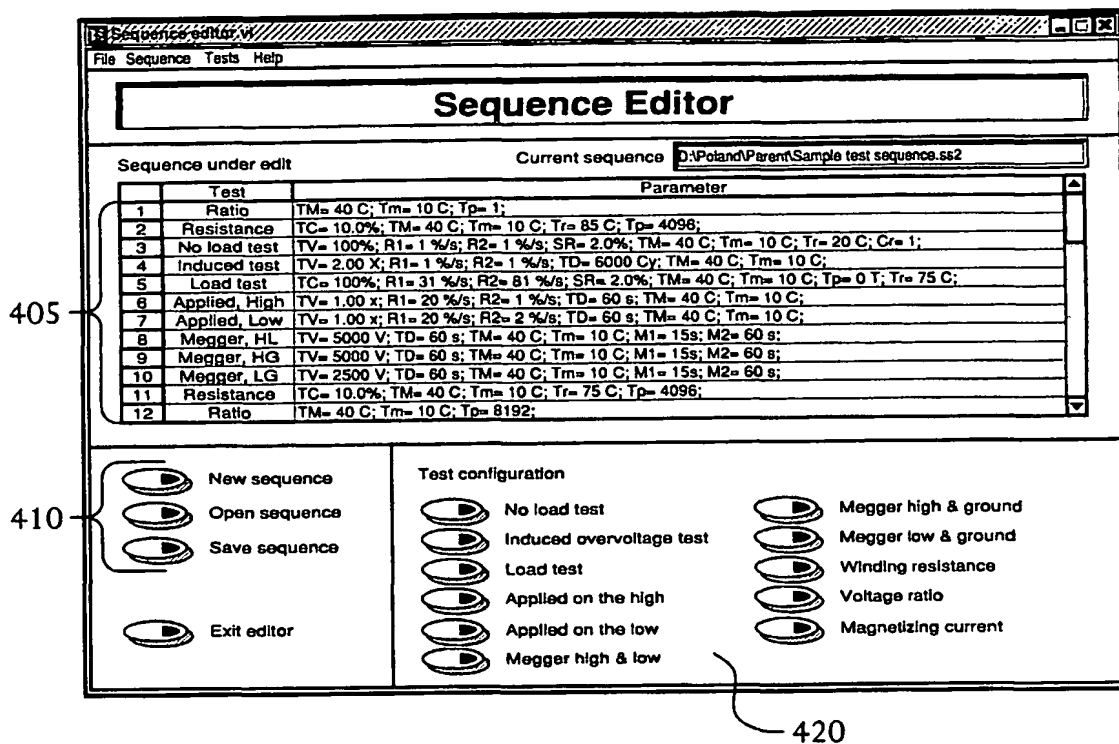 Sequence editor.vi
File Sequence Tests Help
Sequence Editor
Sequence under edit
Current sequence D:\Poland\Parent\Sample test sequence.ss2
Test Parameter
1 Ratio TM= 40 C; Tm= 10 C; Tp= 1;
2 Resistance TC= 10.0%; TM= 40 C; Tm= 10 C; Tr= 85 C; Tp= 4096;
3 No load test TV= 100%; R1= 1 %/s; R2= 1 %/s; SR= 2.0%; TM= 40 C; Tm= 10 C; Tr= 20 C; Cr= 1;
4 Induced test TV= 2.00 X; R1= 1 %/s; R2= 1 %/s; TD= 6000 Cy; TM= 40 C; Tm= 10 C;
5 Load test TC= 100%; R1= 31 %/s; R2= 81 %/s; SR= 2.0%; TM= 40 C; Tm= 10 C; Tp= 0 T; Tr= 75 C;
6 Applied, High TV= 1.00 x; R1= 20 %/s; R2= 1 %/s; TD= 60 s; TM= 40 C; Tm= 10 C;
7 Applied, Low TV= 1.00 x; R1= 20 %/s; R2= 2 %/s; TD= 60 s; TM= 40 C; Tm= 10 C;
8 Megger, HL TV= 5000 V; TD= 60 s; TM= 40 C; Tm= 10 C; M1= 15s; M2= 60 s;
9 Megger, HG TV= 5000 V; TD= 60 s; TM= 40 C; Tm= 10 C; M1= 15s; M2= 60 s;
10 Megger, LG TV= 2500 V; TD= 60 s; TM= 40 C; Tm= 10 C; M1= 15s; M2= 60 s;
11 Resistance TC= 10.0%; TM= 40 C; Tm= 10 C; Tr= 75 C; Tp= 4096;
12 Ratio TM= 40 C; Tm= 10 C; Tp= 8192;
405
New sequence
Open sequence
Save sequence
Exit editor
410
Test configuration
No load test
Induced overvoltage test
Load test
Applied on the high
Applied on the low
Megger high & low
Megger high & ground
Megger low & ground
Winding resistance
Voltage ratio
Magnetizing current
420